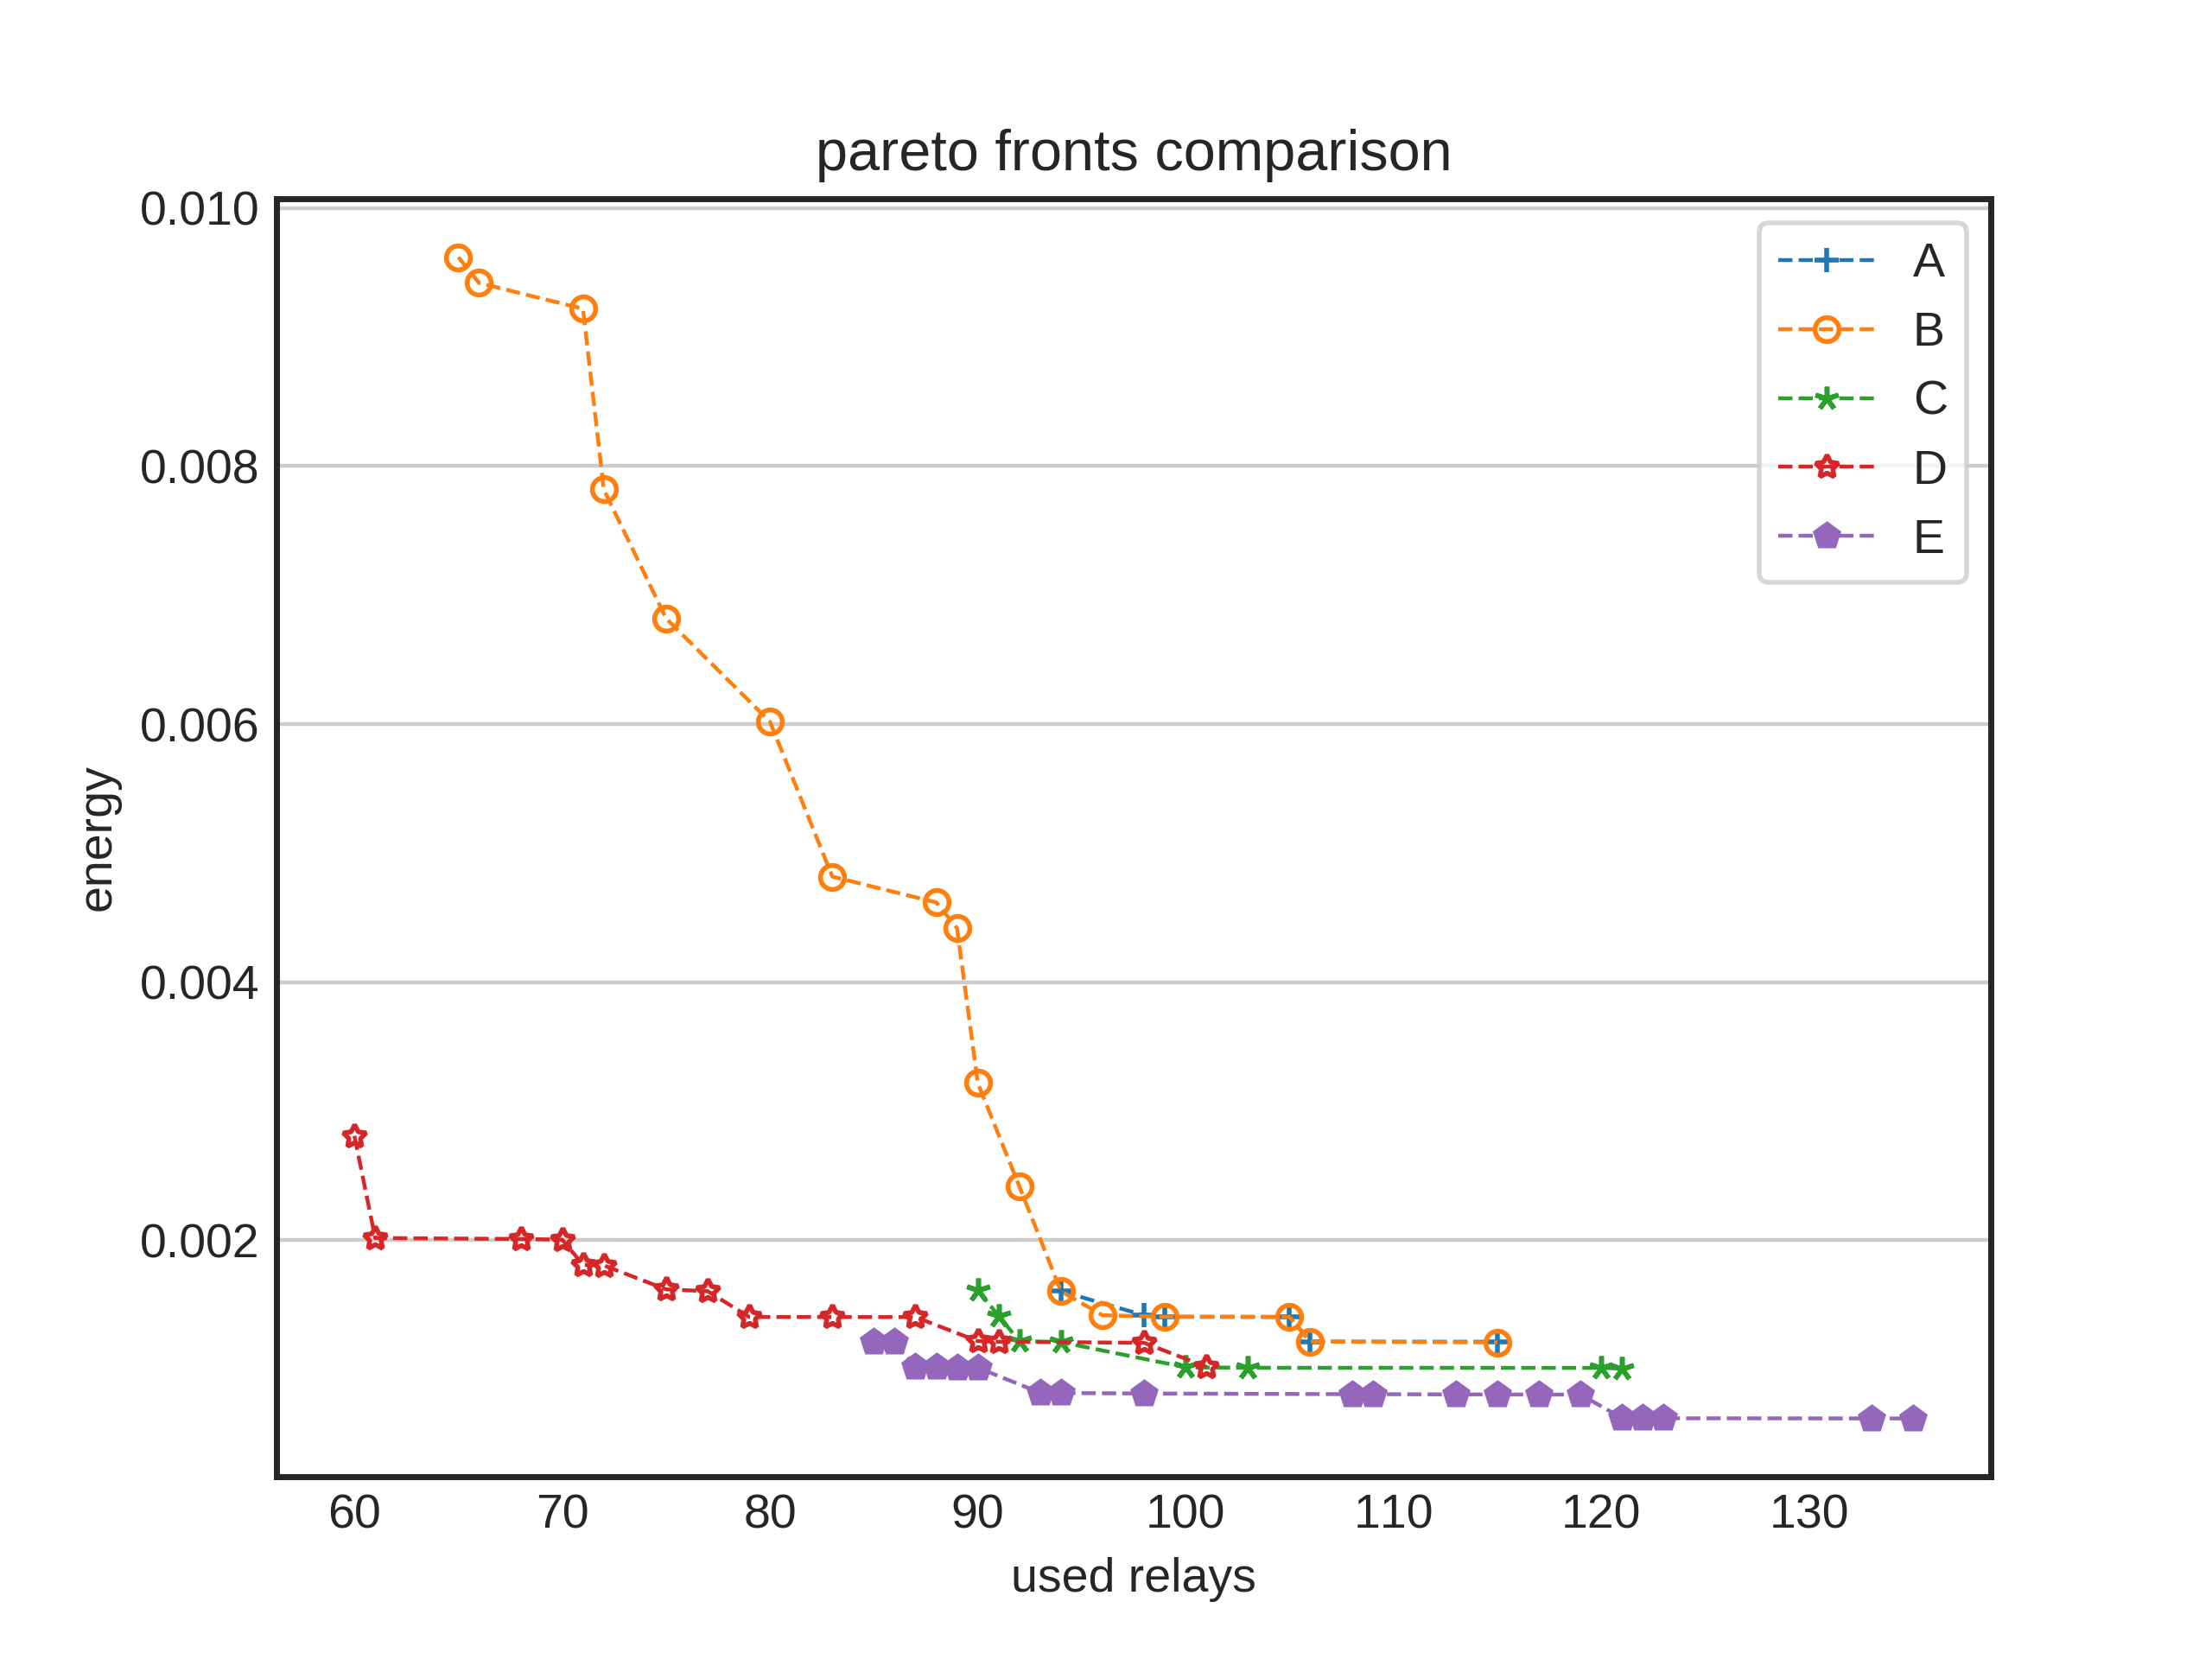 pareto fronts comparison
0.010
0.008
0.006
0.004
0.002
energy
A
B
C
D
E
60 70 80 90 100 110 120 130
used relays